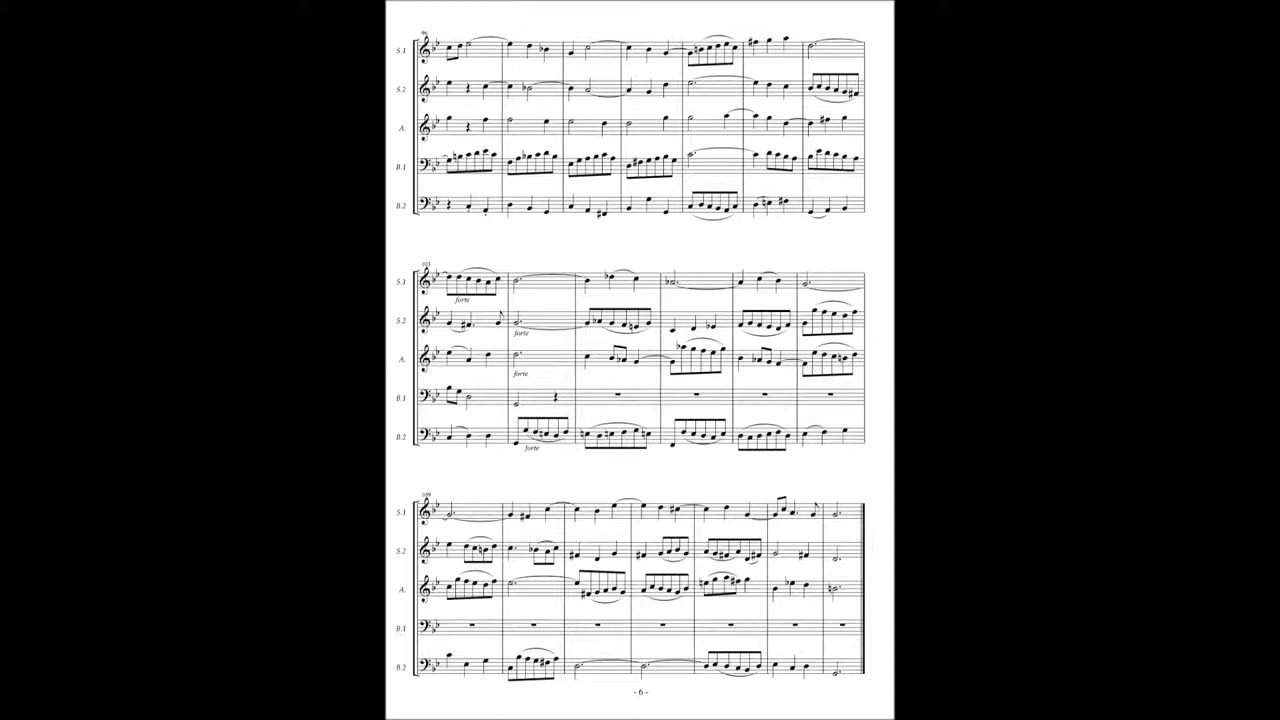 96
S.1
S.2
A.
B.1
B.2
103
S.1
forte
S.2
forte
A.
forte
B.1
B.2
forte
109
S.1
S.2
A.
B.1
B.2
- 6 -